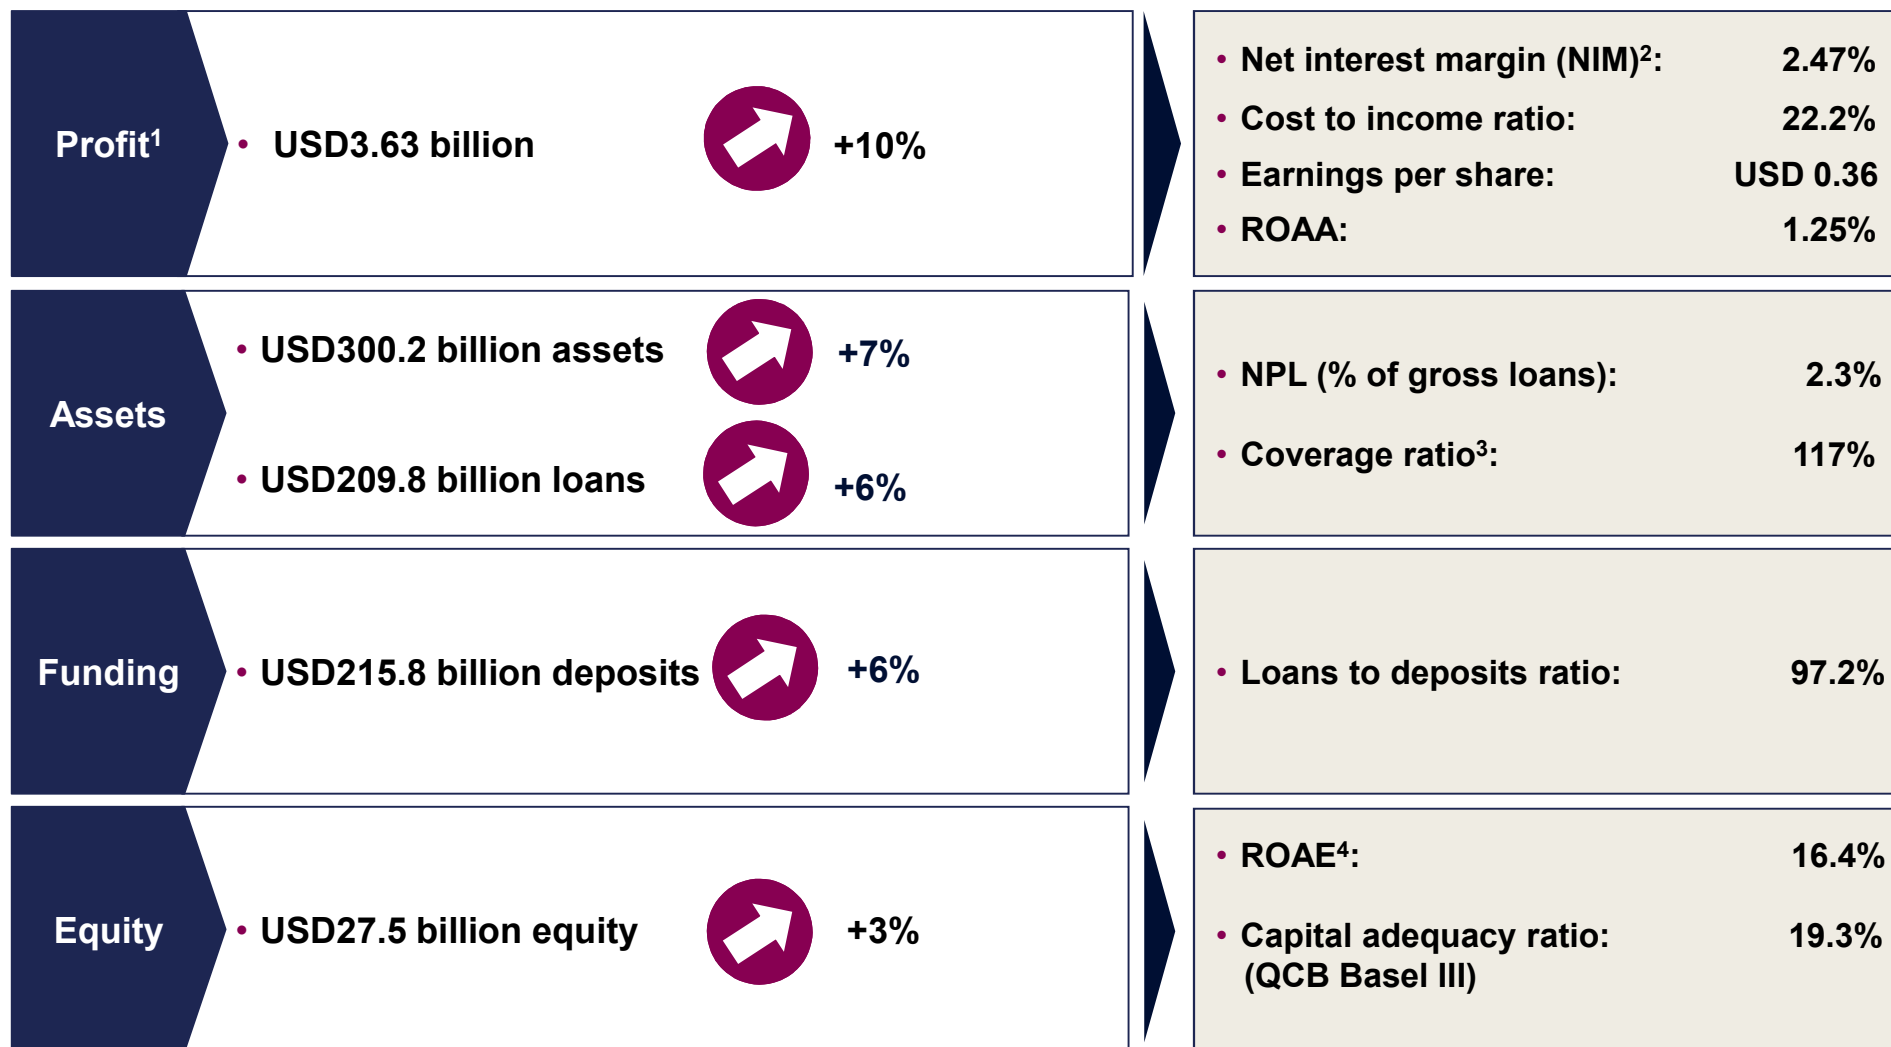 Profit¹
• USD3.63 billion +10%
• Net interest margin (NIM)²: 2.47%
• Cost to income ratio: 22.2%
• Earnings per share: USD 0.36
• ROAA: 1.25%
Assets
• USD300.2 billion assets +7%
• USD209.8 billion loans +6%
• NPL (% of gross loans): 2.3%
• Coverage ratio³: 117%
Funding
• USD215.8 billion deposits +6%
• Loans to deposits ratio: 97.2%
Equity
• USD27.5 billion equity +3%
• ROAE⁴: 16.4%
• Capital adequacy ratio: 19.3%
(QCB Basel III)